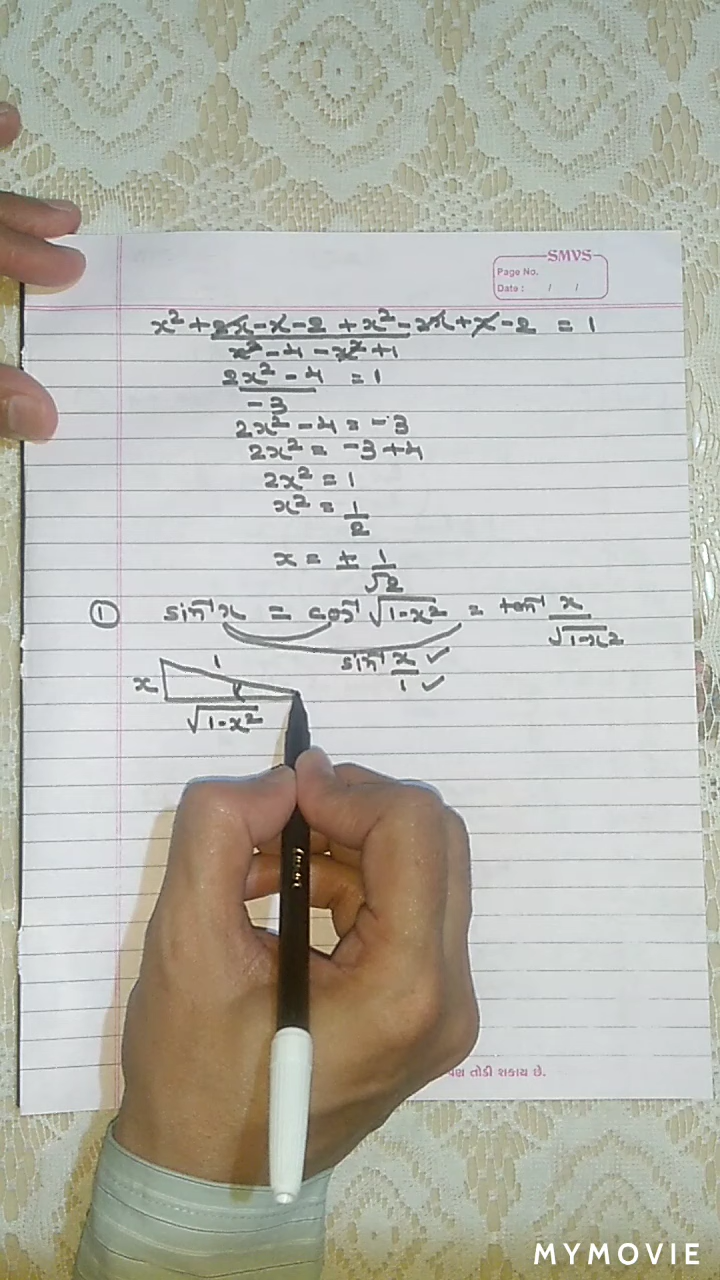 SMVS
Page No.
Date : / /
x² + 2x - x - 2 + x² - 2x + x - 2 = 1
x² - 4 - x² + 1
2x² - 4 = 1
-3
2x² - 4 = -3
2x² = -3 + 4
2x² = 1
x² = 1/2
x = ± 1/√2
① sin⁻¹x = cos⁻¹ √1-x² = tan⁻¹ x/√1-x²
sin⁻¹ x/1 ✓ ✓
1
x
√1-x²
પણ તોડી શકાય છે.
MYMOVIE